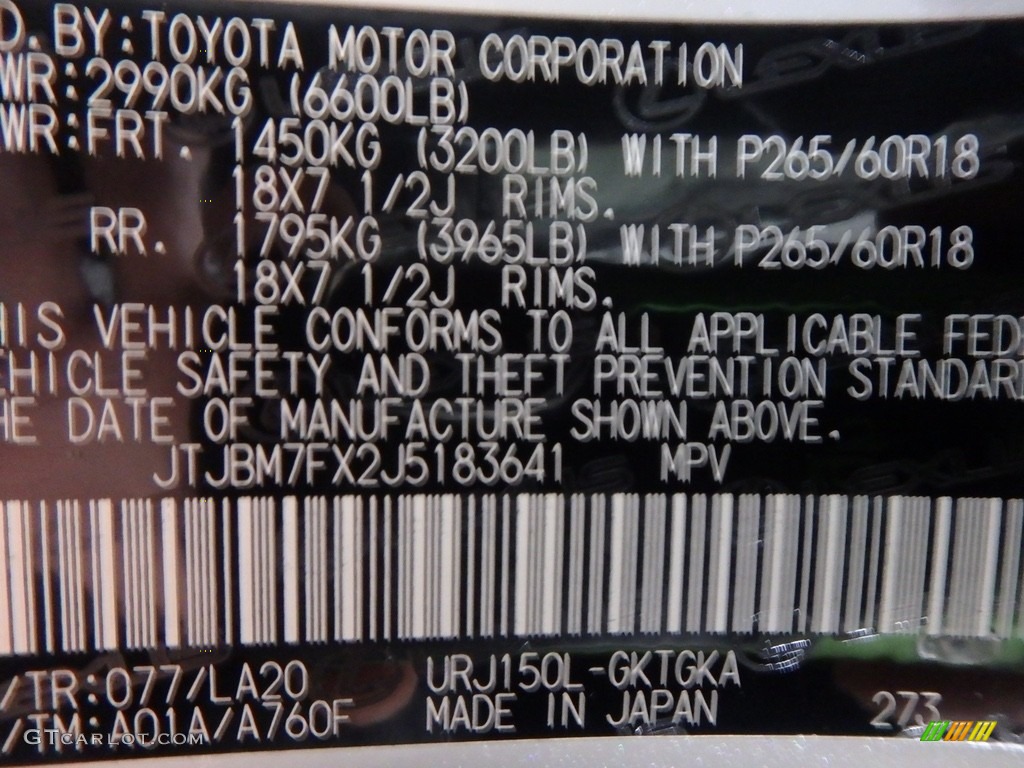 D. BY: TOYOTA MOTOR CORPORATION
WR: 2990KG (6600LB)
WR: FRT. 1450KG (3200LB) WITH P265/60R18
18X7 1/2J RIMS.
RR. 1795KG (3965LB) WITH P265/60R18
18X7 1/2J RIMS.
HIS VEHICLE CONFORMS TO ALL APPLICABLE FEDE
EHICLE SAFETY AND THEFT PREVENTION STANDARD
HE DATE OF MANUFACTURE SHOWN ABOVE.
JTJBM7FX2J5183641 MPV
/TR: 077/LA20 URJ150L-GKTGKA
/TM: A01A/A760F MADE IN JAPAN 273
GTCARLOT.COM